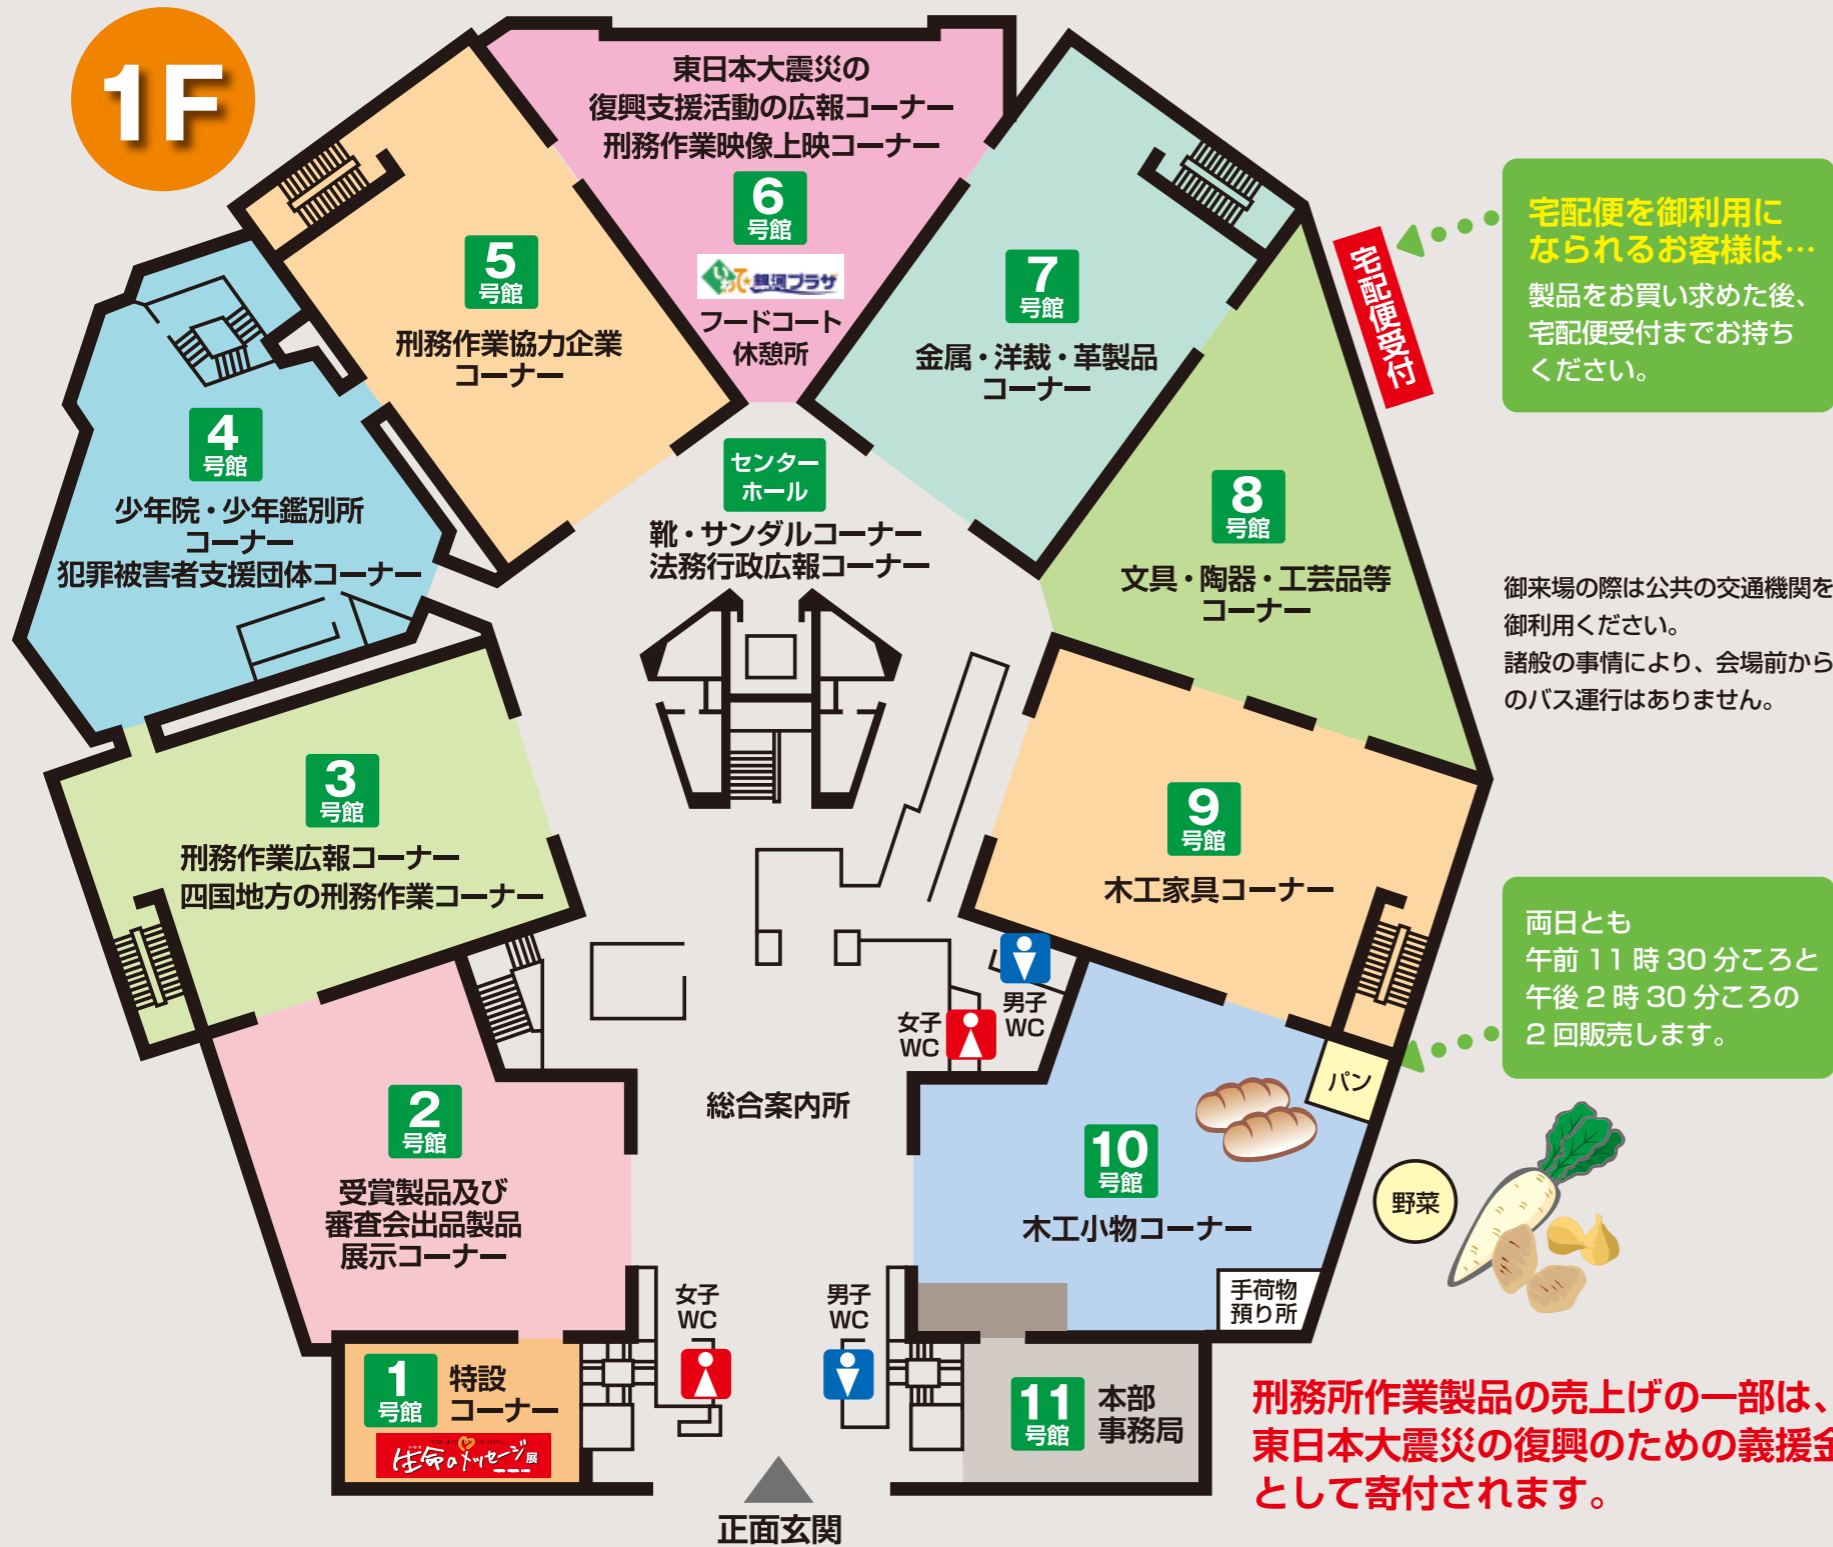 1F
東日本大震災の
復興支援活動の広報コーナー
刑務作業映像上映コーナー
6
号館
いわて銀河プラザ
フードコート
休憩所
5
号館
刑務作業協力企業
コーナー
7
号館
金属・洋裁・革製品
コーナー
宅配便受付
宅配便を御利用に
なられるお客様は…
製品をお買い求めた後、
宅配便受付までお持ち
ください。
4
号館
少年院・少年鑑別所
コーナー
犯罪被害者支援団体コーナー
センター
ホール
靴・サンダルコーナー
法務行政広報コーナー
8
号館
文具・陶器・工芸品等
コーナー
御来場の際は公共の交通機関を
御利用ください。
諸般の事情により、会場前から
のバス運行はありません。
3
号館
刑務作業広報コーナー
四国地方の刑務作業コーナー
9
号館
木工家具コーナー
両日とも
午前 11 時 30 分ころと
午後 2 時 30 分ころの
2 回販売します。
男子
WC
女子
WC
総合案内所
パン
2
号館
受賞製品及び
審査会出品製品
展示コーナー
10
号館
木工小物コーナー
野菜
手荷物
預り所
女子
WC
男子
WC
1
号館
特設
コーナー
生命のメッセージ展
11
号館
本部
事務局
正面玄関
刑務所作業製品の売上げの一部は、
東日本大震災の復興のための義援金
として寄付されます。